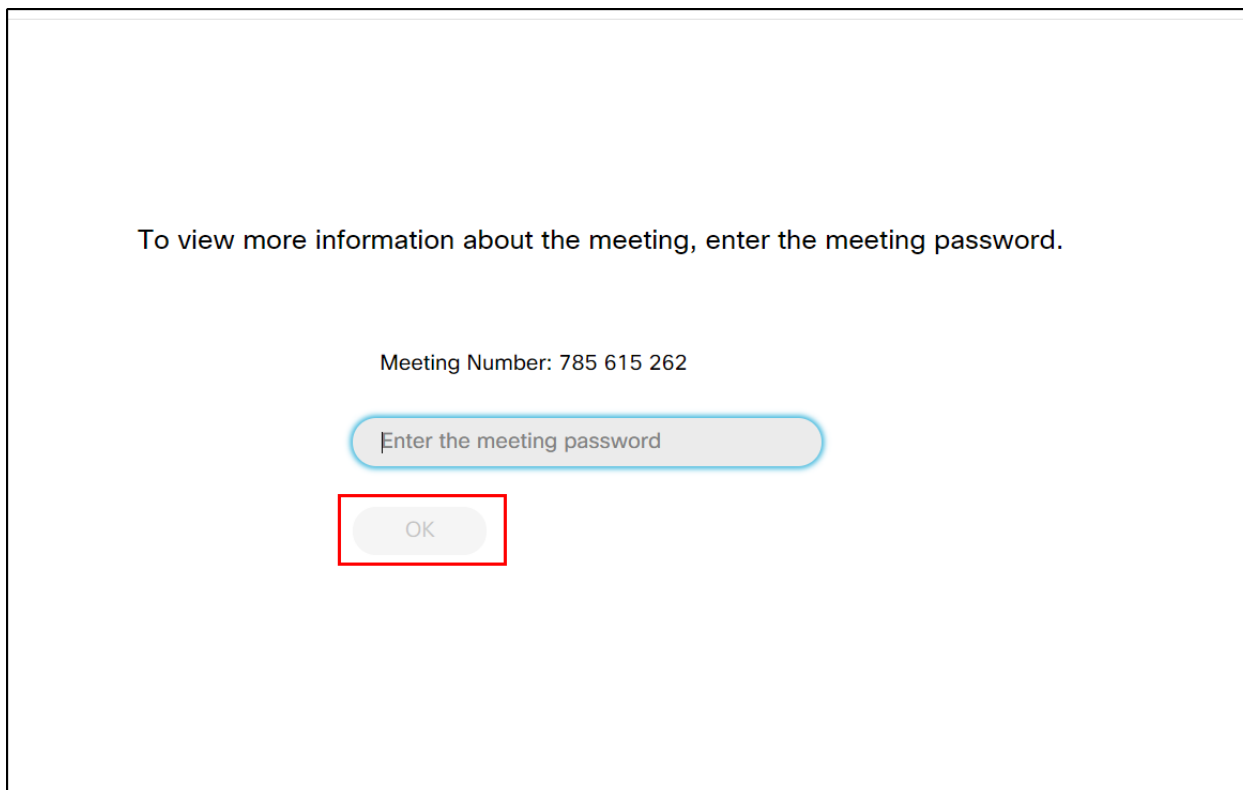 To view more information about the meeting, enter the meeting password.
Meeting Number: 785 615 262
Enter the meeting password
OK